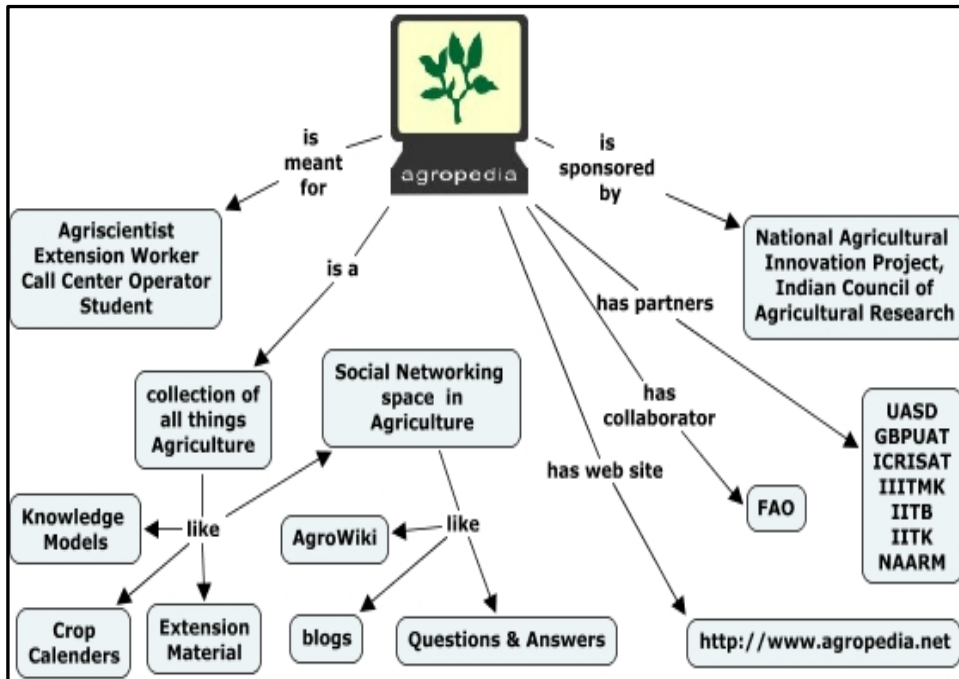 agropedia
is
meant
for
is
sponsored
by
Agriscientist
Extension Worker
Call Center Operator
Student
National Agricultural
Innovation Project,
Indian Council of
Agricultural Research
is a
has partners
collection of
all things
Agriculture
Social Networking
space in
Agriculture
has
collaborator
UASD
GBPUAT
ICRISAT
IIITMK
IITB
IITK
NAARM
has web site
FAO
Knowledge
Models
like
AgroWiki
like
Crop
Calenders
Extension
Material
blogs
Questions & Answers
http://www.agropedia.net